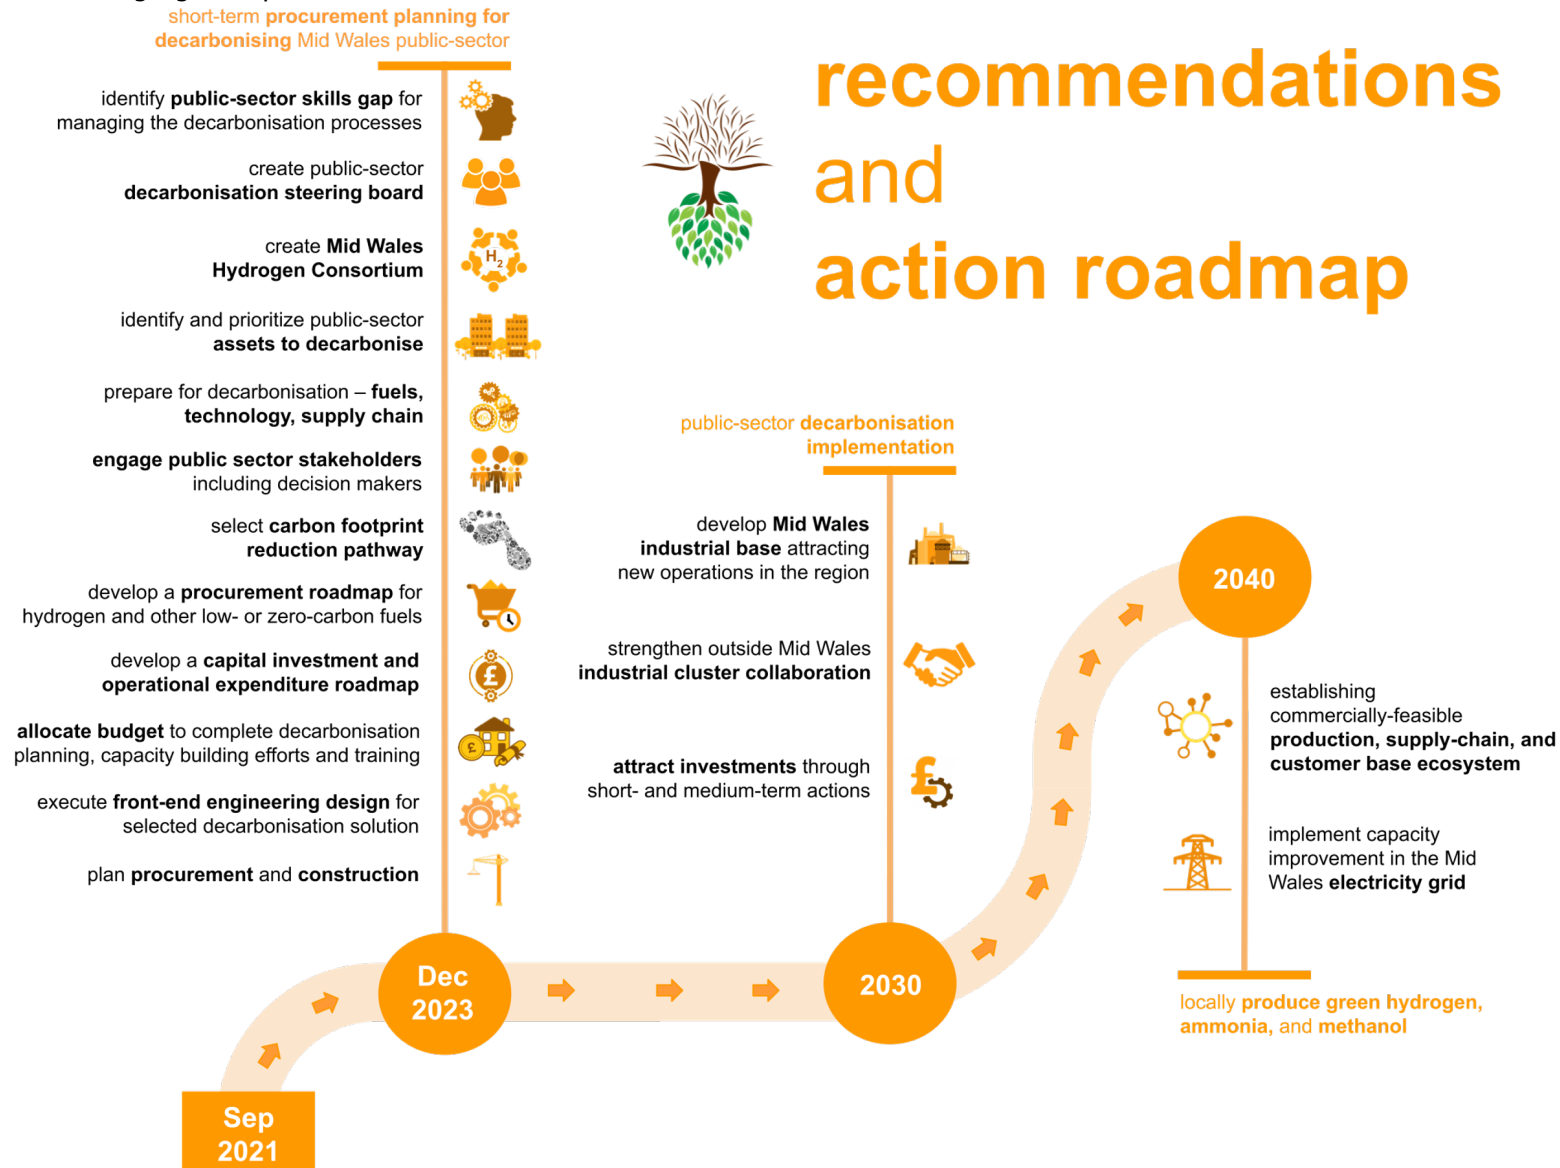 short-term procurement planning for
decarbonising Mid Wales public-sector
identify public-sector skills gap for
managing the decarbonisation processes
create public-sector
decarbonisation steering board
create Mid Wales
Hydrogen Consortium
H2
identify and prioritize public-sector
assets to decarbonise
prepare for decarbonisation – fuels,
technology, supply chain
engage public sector stakeholders
including decision makers
select carbon footprint
reduction pathway
develop a procurement roadmap for
hydrogen and other low- or zero-carbon fuels
develop a capital investment and
operational expenditure roadmap
£
allocate budget to complete decarbonisation
planning, capacity building efforts and training
£
execute front-end engineering design for
selected decarbonisation solution
plan procurement and construction
Dec
2023
Sep
2021
recommendations
and
action roadmap
public-sector decarbonisation
implementation
develop Mid Wales
industrial base attracting
new operations in the region
strengthen outside Mid Wales
industrial cluster collaboration
attract investments through
short- and medium-term actions
£
2030
2040
establishing
commercially-feasible
production, supply-chain, and
customer base ecosystem
implement capacity
improvement in the Mid
Wales electricity grid
locally produce green hydrogen,
ammonia, and methanol